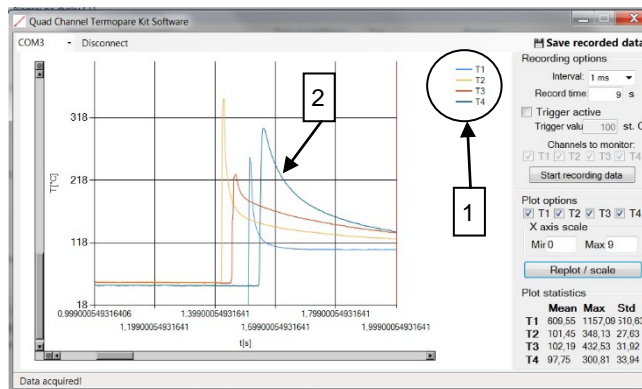 Quad Channel Termopare Kit Software
COM3 Disconnect
Save recorded data
T1
T2
T3
T4
1
2
T[°C]
318
218
118
18
0,999000549316406 1,39900054931641 1,79900054931641
1,19900054931641 1,59900054931641 1,99900054931641
t[s]
Recording options
Interval: 1 ms
Record time: 9 s
Trigger active
Trigger valu 100 st. C
Channels to monitor:
T1 T2 T3 T4
Start recording data
Plot options
T1 T2 T3 T4
X axis scale
Mir 0 Max 9
Replot / scale
Plot statistics
Mean Max Std
T1 609,55 1157,09 510,63
T2 101,45 348,13 27,63
T3 102,19 432,53 31,92
T4 97,75 300,81 33,94
Data acquired!